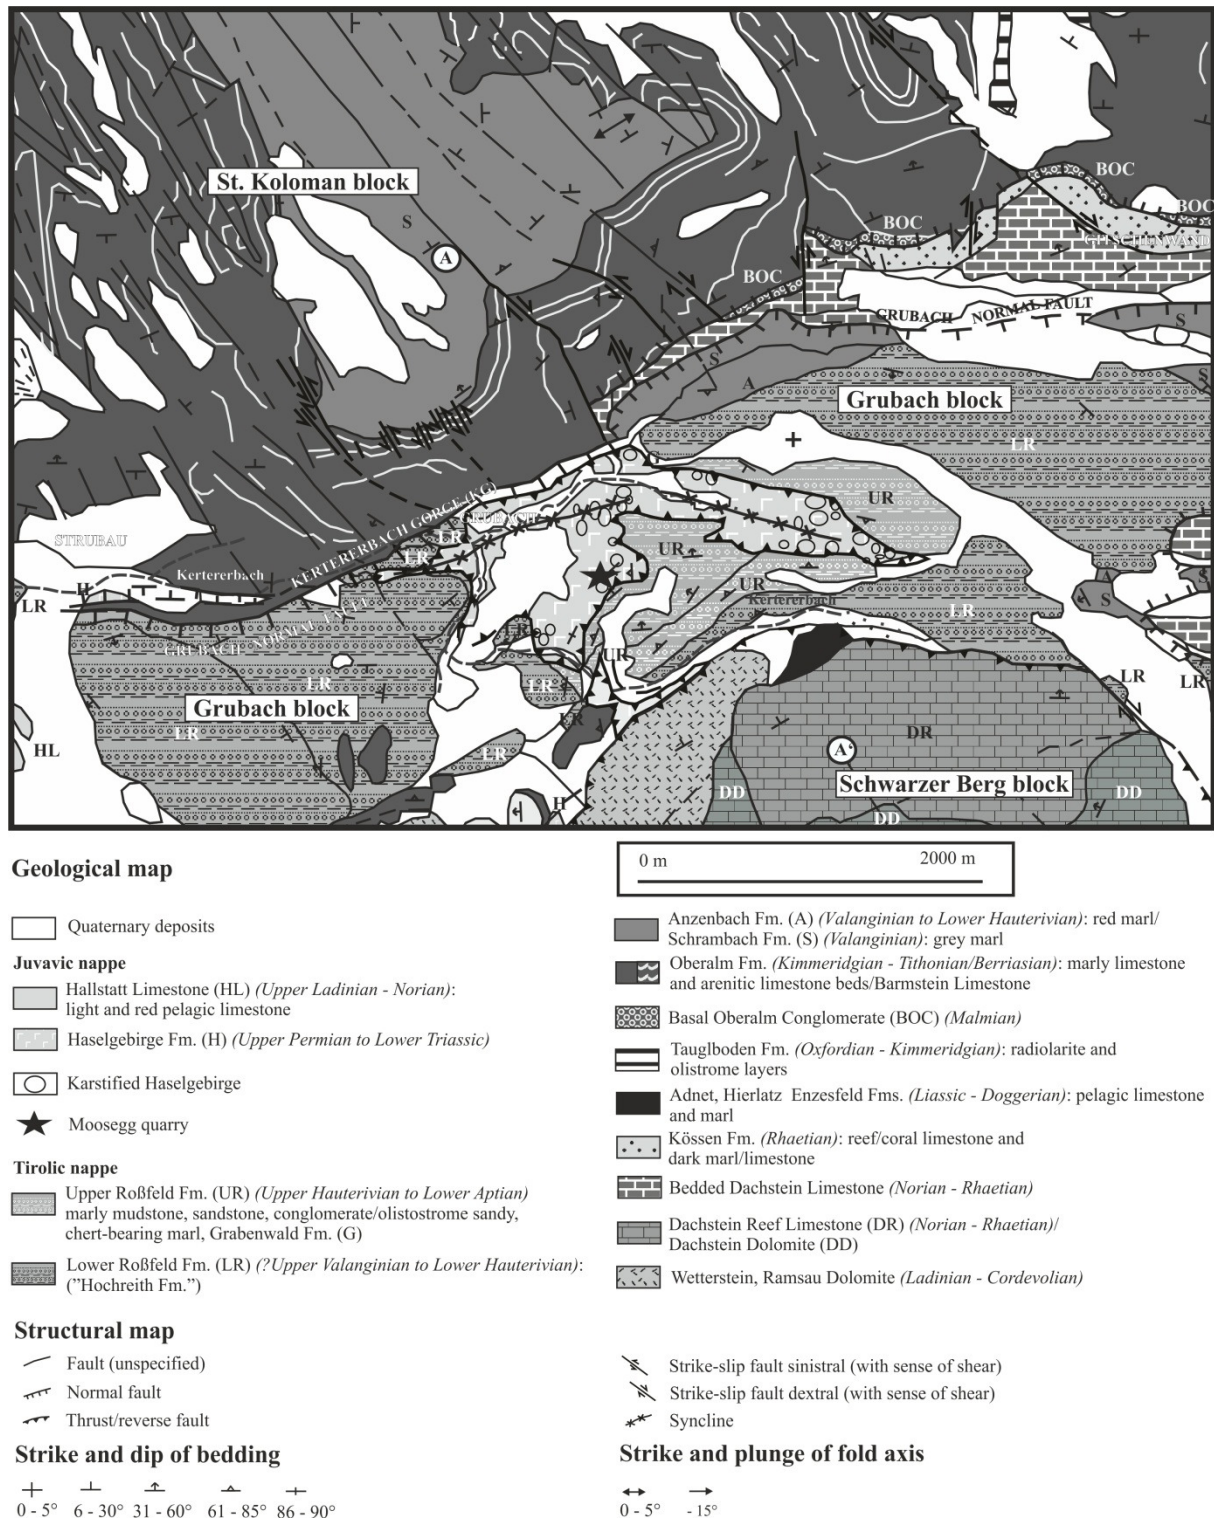 St. Koloman block
S
A
BOC
BOC
BOC
BOC
GITSCHENWAND
GRUBACH NORMAL FAULT
S
S
S
A
Grubach block
LR
UR
G
KERTERERBACH GORGE (KG)
GRUBACH
STRUBAU
Kertererbach
H
LR
LR
LR
UR
UR
Kertererbach
LR
A
S
S
GRUBACH NORMAL FAULT
LR
UR
LR
LR
LR
LR
Grubach block
LR
HL
LR
LR
H
DR
A'
Schwarzer Berg block
DD
DD
DD
Geological map
0 m 2000 m
Quaternary deposits
Juvavic nappe
Hallstatt Limestone (HL) (Upper Ladinian - Norian):
light and red pelagic limestone
Haselgebirge Fm. (H) (Upper Permian to Lower Triassic)
Karstified Haselgebirge
Moosegg quarry
Tirolic nappe
Upper Roßfeld Fm. (UR) (Upper Hauterivian to Lower Aptian)
marly mudstone, sandstone, conglomerate/olistostrome sandy,
chert-bearing marl, Grabenwald Fm. (G)
Lower Roßfeld Fm. (LR) (?Upper Valanginian to Lower Hauterivian):
("Hochreith Fm.")
Anzenbach Fm. (A) (Valanginian to Lower Hauterivian): red marl/
Schrambach Fm. (S) (Valanginian): grey marl
Oberalm Fm. (Kimmeridgian - Tithonian/Berriasian): marly limestone
and arenitic limestone beds/Barmstein Limestone
Basal Oberalm Conglomerate (BOC) (Malmian)
Tauglboden Fm. (Oxfordian - Kimmeridgian): radiolarite and
olistrome layers
Adnet, Hierlatz Enzesfeld Fms. (Liassic - Doggerian): pelagic limestone
and marl
Kössen Fm. (Rhaetian): reef/coral limestone and
dark marl/limestone
Bedded Dachstein Limestone (Norian - Rhaetian)
Dachstein Reef Limestone (DR) (Norian - Rhaetian)/
Dachstein Dolomite (DD)
Wetterstein, Ramsau Dolomite (Ladinian - Cordevolian)
Structural map
Fault (unspecified)
Normal fault
Thrust/reverse fault
Strike-slip fault sinistral (with sense of shear)
Strike-slip fault dextral (with sense of shear)
Syncline
Strike and dip of bedding
0 - 5° 6 - 30° 31 - 60° 61 - 85° 86 - 90°
Strike and plunge of fold axis
0 - 5° - 15°